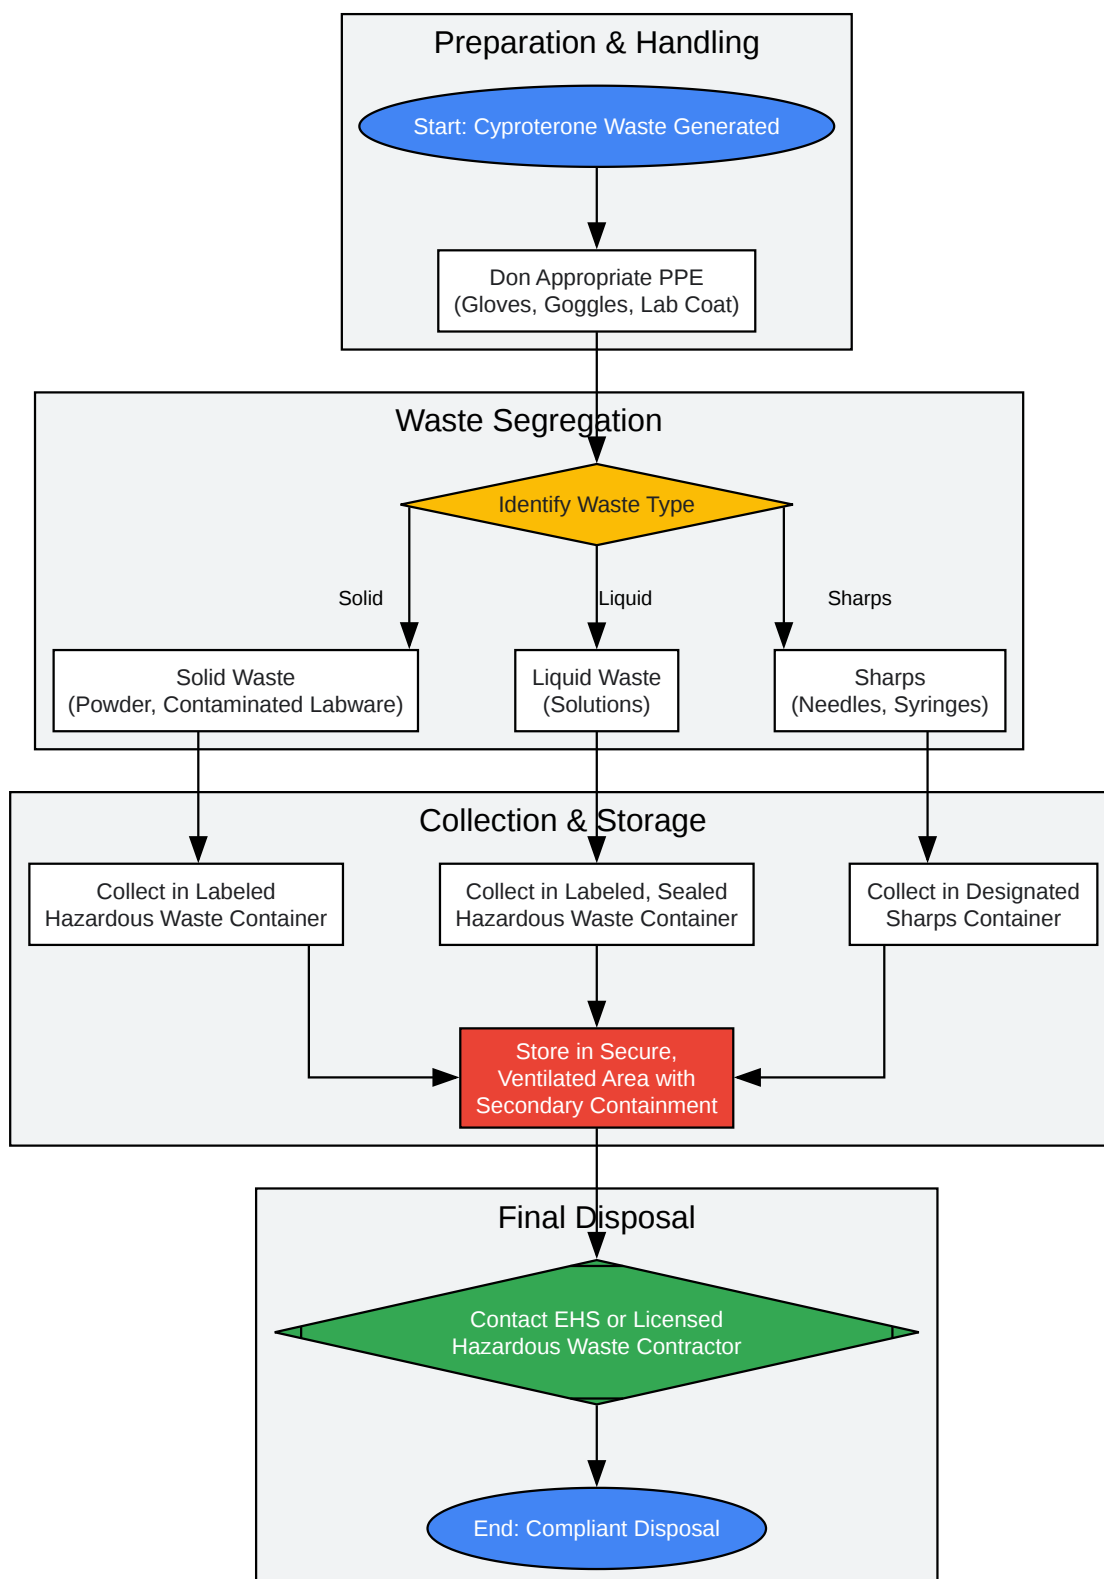 Preparation & Handling
Start: Cyproterone Waste Generated
Don Appropriate PPE
(Gloves, Goggles, Lab Coat)
Waste Segregation
Identify Waste Type
Solid
Liquid
Sharps
Solid Waste
(Powder, Contaminated Labware)
Liquid Waste
(Solutions)
Sharps
(Needles, Syringes)
Collection & Storage
Collect in Labeled
Hazardous Waste Container
Collect in Labeled, Sealed
Hazardous Waste Container
Collect in Designated
Sharps Container
Store in Secure,
Ventilated Area with
Secondary Containment
Final Disposal
Contact EHS or Licensed
Hazardous Waste Contractor
End: Compliant Disposal